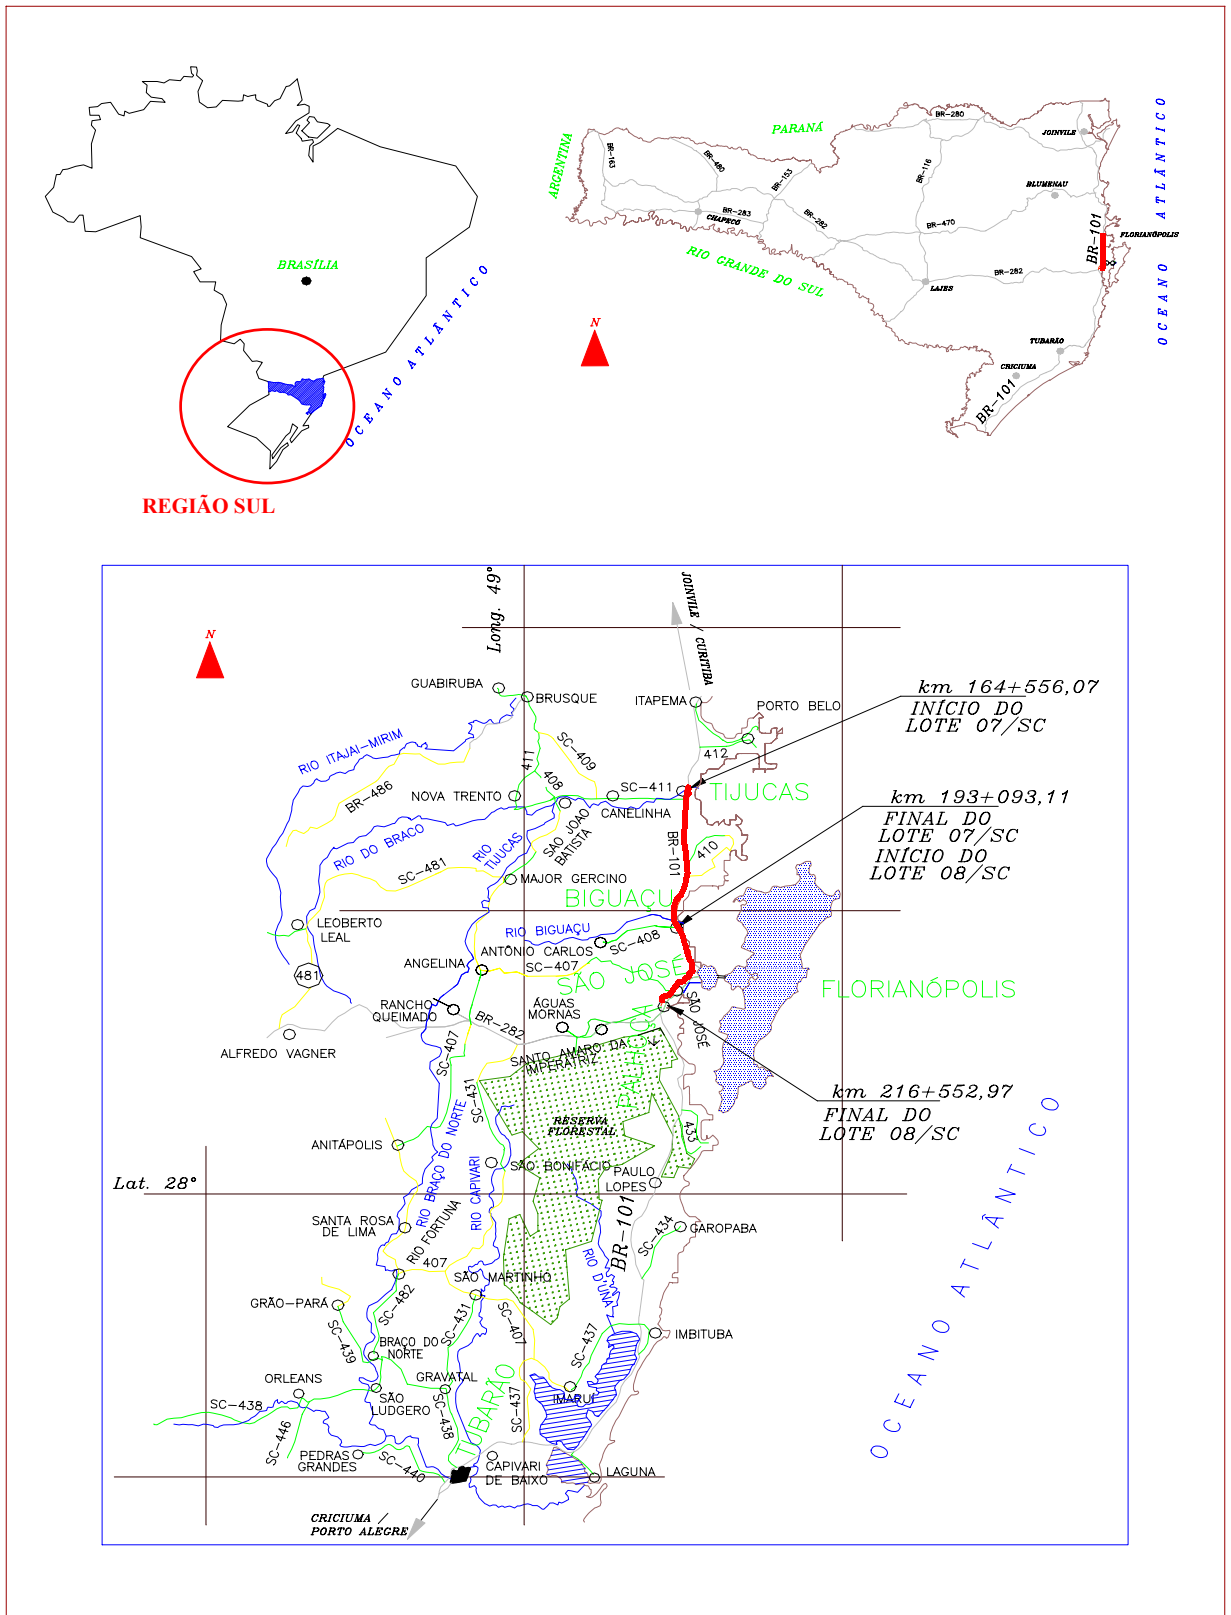 BRASÍLIA
OCEANO ATLÂNTICO
REGIÃO SUL
ARGENTINA
PARANÁ
RIO GRANDE DO SUL
OCEANO ATLÂNTICO
BR-163
BR-480
BR-153
BR-283
BR-282
BR-116
BR-280
BR-470
BR-282
BR-101
BR-101
JOINVILE
BLUMENAU
FLORIANÓPOLIS
CHAPECÓ
LAJES
TUBARÃO
CRICIUMA
N
N
Long. 49°
JOINVILE / CURITIBA
GUABIRUBA
BRUSQUE
ITAPEMA
PORTO BELO
km 164+556,07
INÍCIO DO
LOTE 07/SC
RIO ITAJAI-MIRIM
BR-486
411
SC-409
408
412
SC-411
TIJUCAS
NOVA TRENTO
CANELINHA
km 193+093,11
FINAL DO
LOTE 07/SC
INÍCIO DO
LOTE 08/SC
RIO DO BRACO
RIO
TIJUCAS
SÃO JOAO
BATISTA
BR-101
410
SC-481
MAJOR GERCINO
BIGUAÇU
LEOBERTO
LEAL
RIO BIGUAÇU
ANTÔNIO CARLOS
SC-408
ANGELINA
SC-407
SÃO JOSÉ
481
FLORIANÓPOLIS
RANCHO
QUEIMADO
ÁGUAS
MORNAS
SÃO JOSÉ
BR-282
ALFREDO VAGNER
SC-407
SANTO AMARO DA
IMPERATRIZ
PALHOÇA
SC-431
km 216+552,97
FINAL DO
LOTE 08/SC
RESERVA
FLORESTAL
433
ANITÁPOLIS
RIO BRAÇO DO NORTE
RIO CAPIVARI
SÃO BONIFÁCIO
PAULO
LOPES
Lat. 28°
SANTA ROSA
DE LIMA
RIO FORTUNA
BR-101
SC-434
GAROPABA
RIO D'UNA
407
SÃO MARTINHO
GRÃO-PARÁ
SC-482
SC-431
SC-407
SC-437
IMBITUBA
SC-439
BRAÇO DO
NORTE
ORLEANS
GRAVATAL
IMARUÍ
SC-438
SÃO
LUDGERO
SC-438
TUBARÃO
SC-437
SC-446
PEDRAS
GRANDES
SC-440
CAPIVARI
DE BAIXO
LAGUNA
CRICIUMA /
PORTO ALEGRE
OCEANO ATLÂNTICO